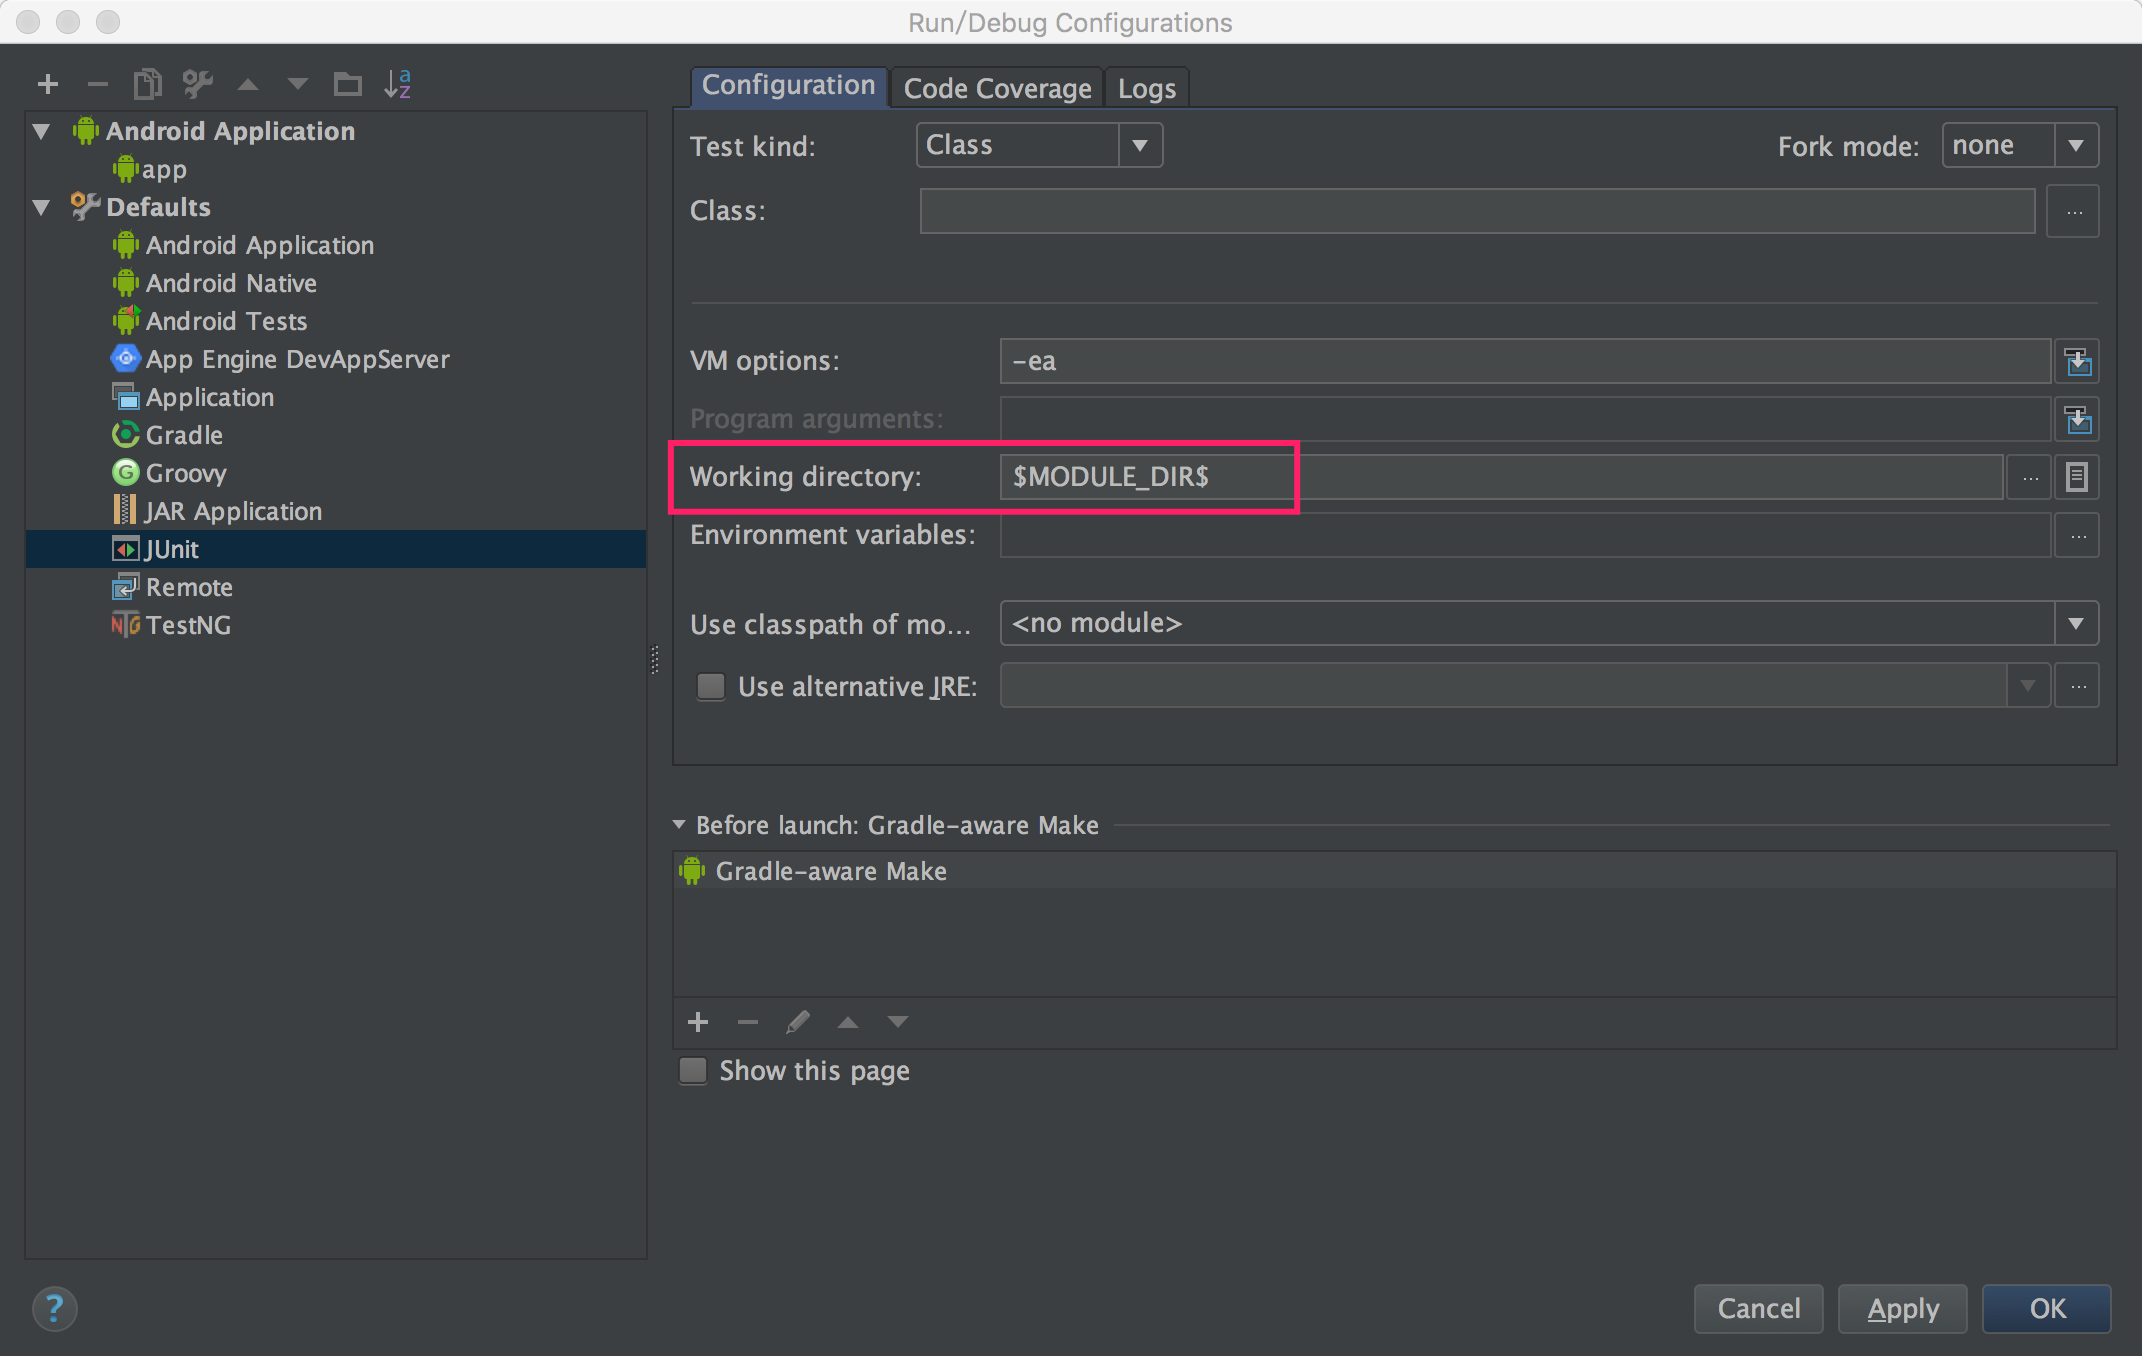 Run/Debug Configurations
Android Application
app
Defaults
Android Application
Android Native
Android Tests
App Engine DevAppServer
Application
Gradle
Groovy
JAR Application
JUnit
Remote
TestNG
Configuration Code Coverage Logs
Test kind: Class Fork mode: none
Class: ...
VM options: -ea
Program arguments:
Working directory: $MODULE_DIR$ ...
Environment variables: ...
Use classpath of mo... <no module>
Use alternative JRE: ...
Before launch: Gradle-aware Make
Gradle-aware Make
Show this page
? Cancel Apply OK